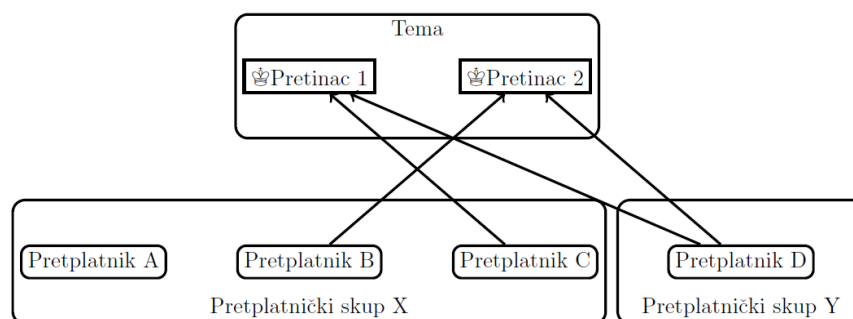 Tema
♔Pretinac 1
♔Pretinac 2
Pretplatnik A
Pretplatnik B
Pretplatnik C
Pretplatnik D
Pretplatnički skup X
Pretplatnički skup Y